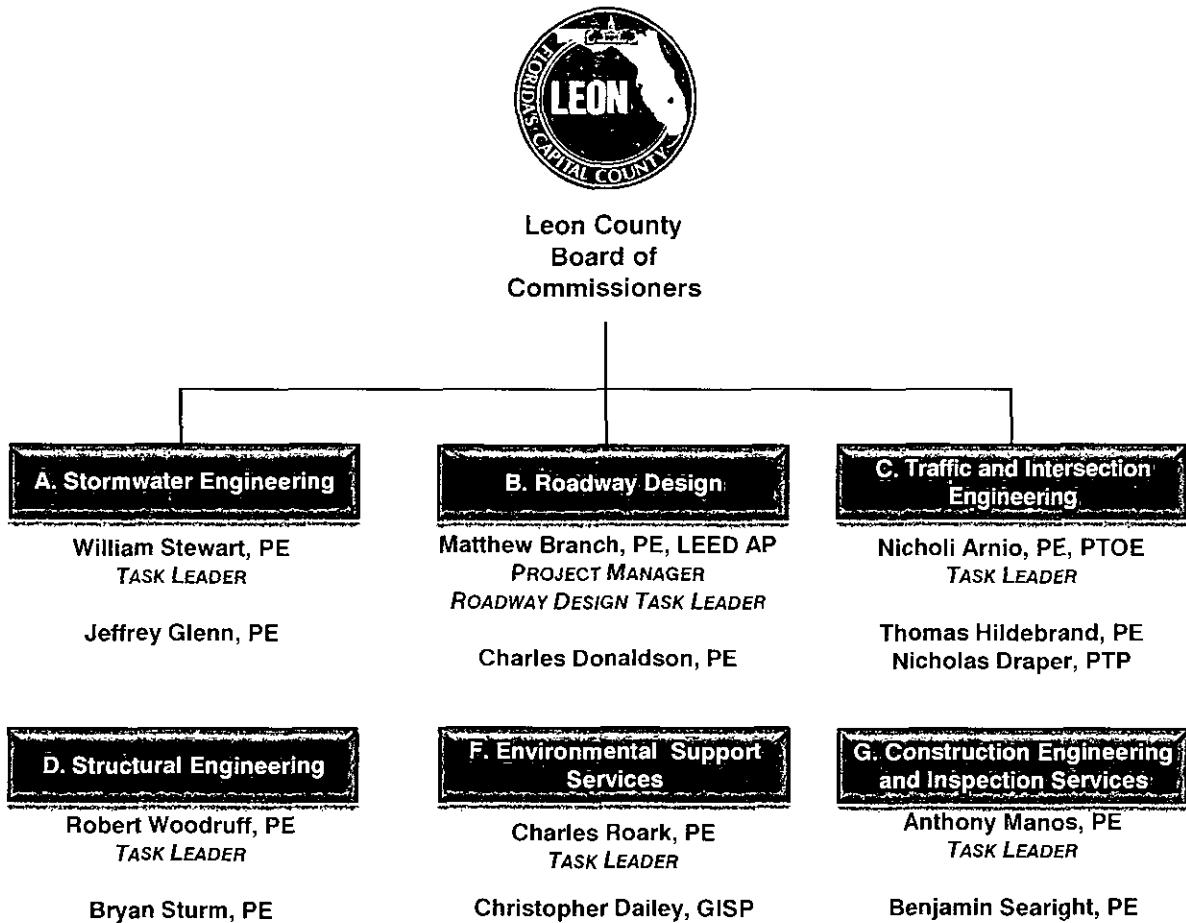 LEON
FLORIDA'S CAPITAL COUNTY
Leon County
Board of
Commissioners
A. Stormwater Engineering
William Stewart, PE
TASK LEADER
Jeffrey Glenn, PE
B. Roadway Design
Matthew Branch, PE, LEED AP
PROJECT MANAGER
ROADWAY DESIGN TASK LEADER
Charles Donaldson, PE
C. Traffic and Intersection
Engineering
Nicholi Arnio, PE, PTOE
TASK LEADER
Thomas Hildebrand, PE
Nicholas Draper, PTP
D. Structural Engineering
Robert Woodruff, PE
TASK LEADER
Bryan Sturm, PE
F. Environmental Support
Services
Charles Roark, PE
TASK LEADER
Christopher Dailey, GISP
G. Construction Engineering
and Inspection Services
Anthony Manos, PE
TASK LEADER
Benjamin Searight, PE